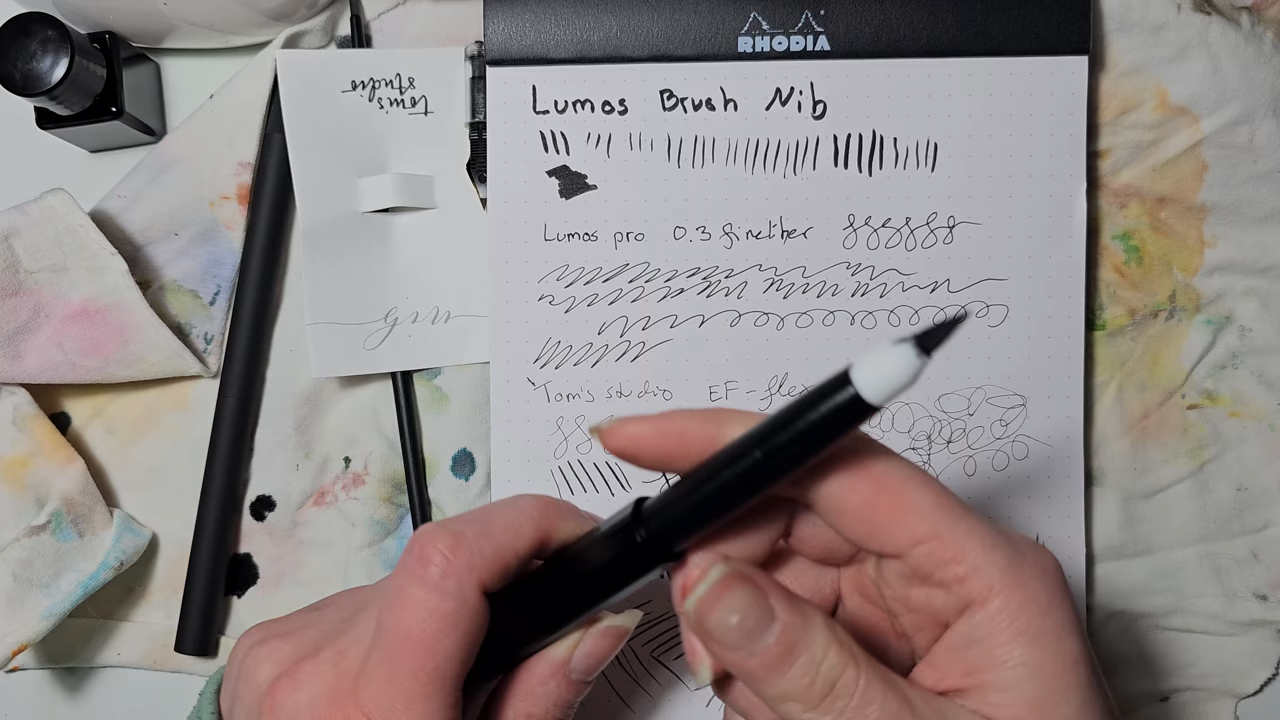 RHODIA
tom's
studio
Lumos Brush Nib
Lumos pro 0.3 fineliner
Tom's studio EF-flex